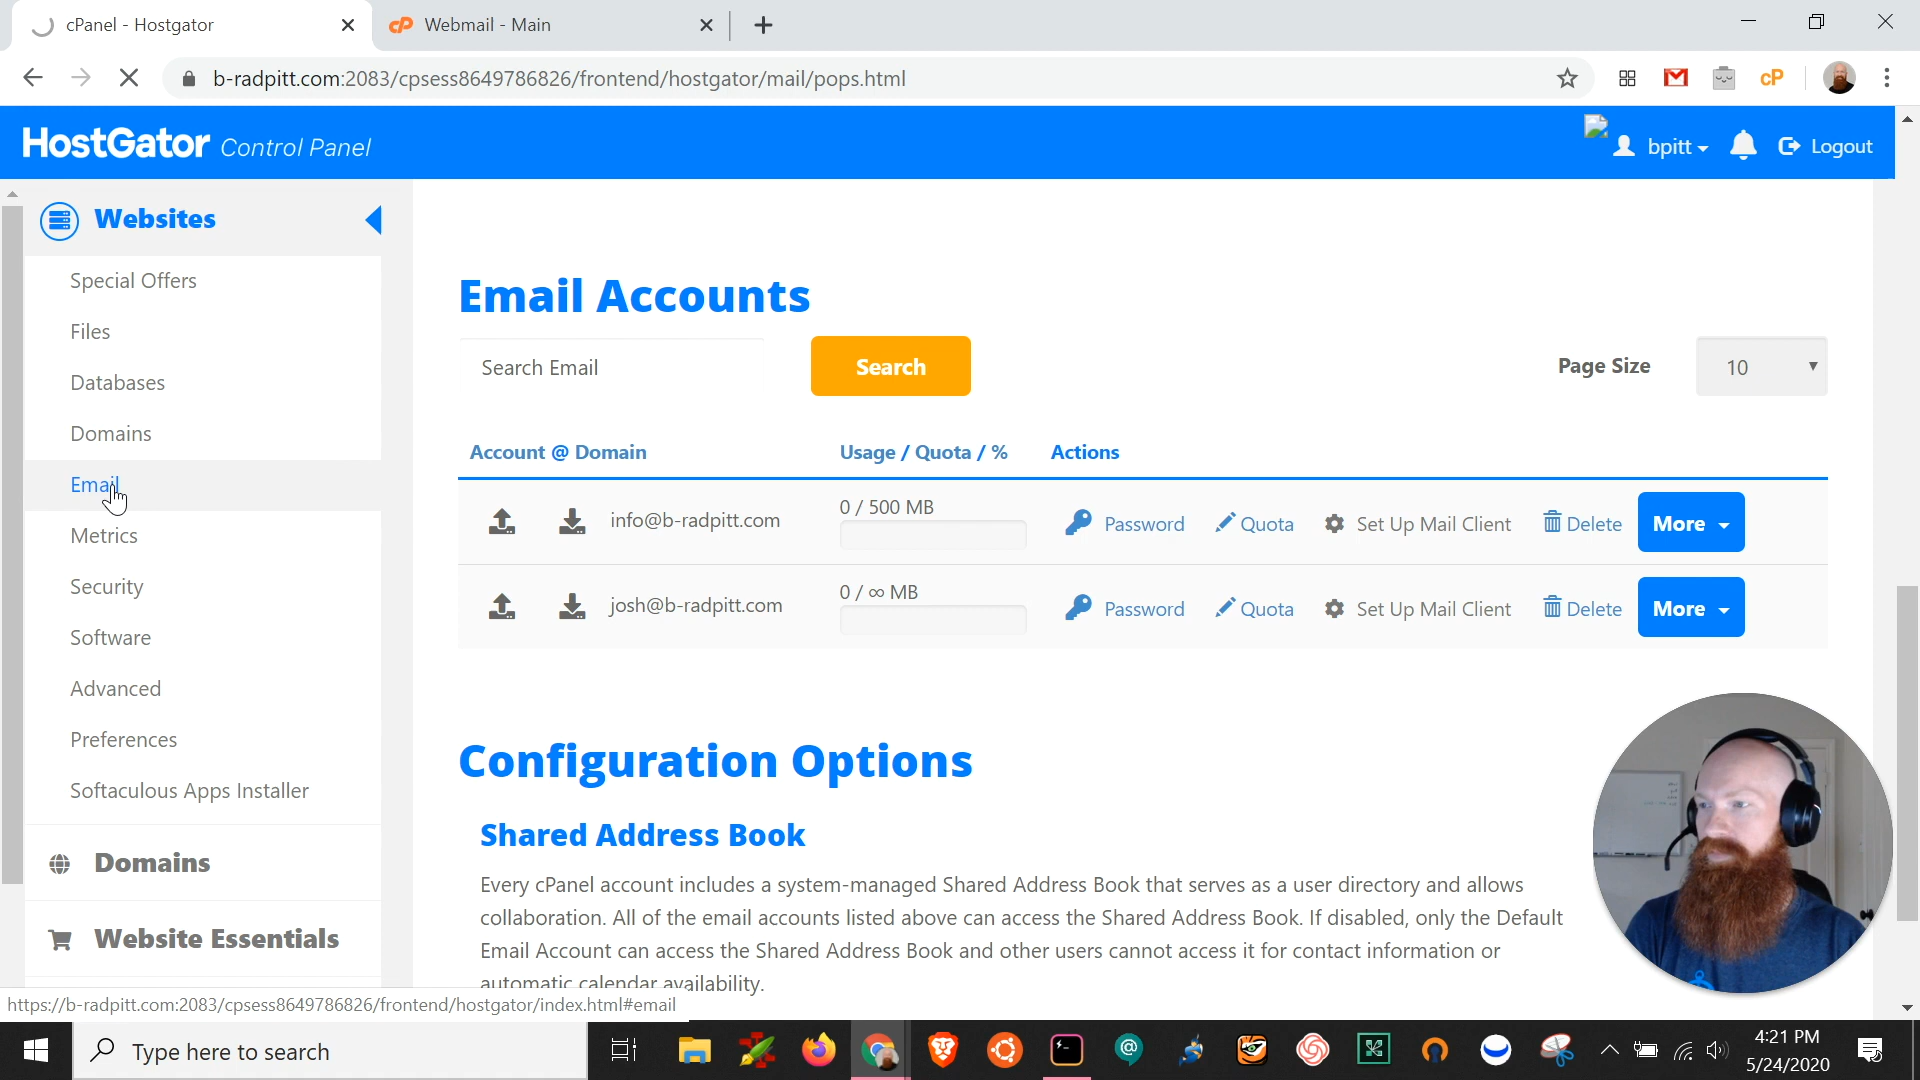 cPanel - Hostgator
Webmail - Main
b-radpitt.com:2083/cpsess8649786826/frontend/hostgator/mail/pops.html
cP
HostGator Control Panel
bpitt
Logout
Websites
Special Offers
Files
Databases
Domains
Email
Metrics
Security
Software
Advanced
Preferences
Softaculous Apps Installer
Domains
Website Essentials
Email Accounts
Search Email
Search
Page Size
10
Account @ Domain
Usage / Quota / %
Actions
info@b-radpitt.com
0 / 500 MB
Password
Quota
Set Up Mail Client
Delete
More
josh@b-radpitt.com
0 / ∞ MB
Password
Quota
Set Up Mail Client
Delete
More
Configuration Options
Shared Address Book
Every cPanel account includes a system-managed Shared Address Book that serves as a user directory and allows
collaboration. All of the email accounts listed above can access the Shared Address Book. If disabled, only the Default
Email Account can access the Shared Address Book and other users cannot access it for contact information or
automatic calendar availability.
https://b-radpitt.com:2083/cpsess8649786826/frontend/hostgator/index.html#email
Type here to search
4:21 PM
5/24/2020